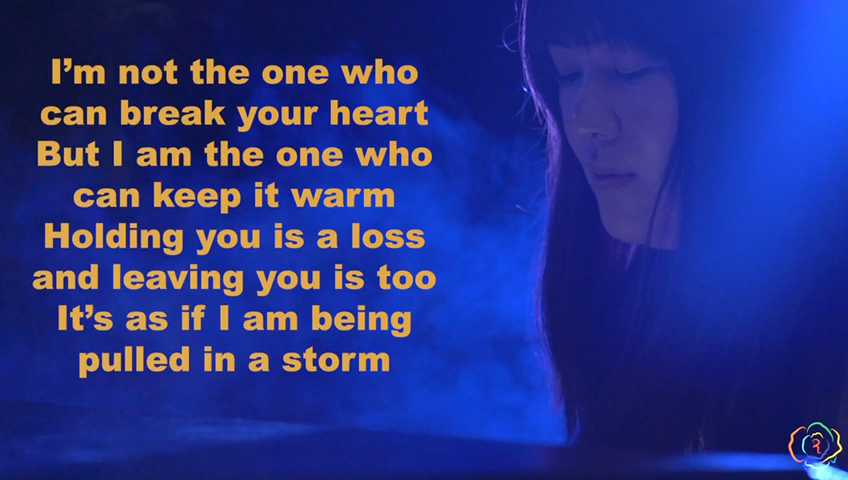 I’m not the one who
can break your heart
But I am the one who
can keep it warm
Holding you is a loss
and leaving you is too
It’s as if I am being
pulled in a storm